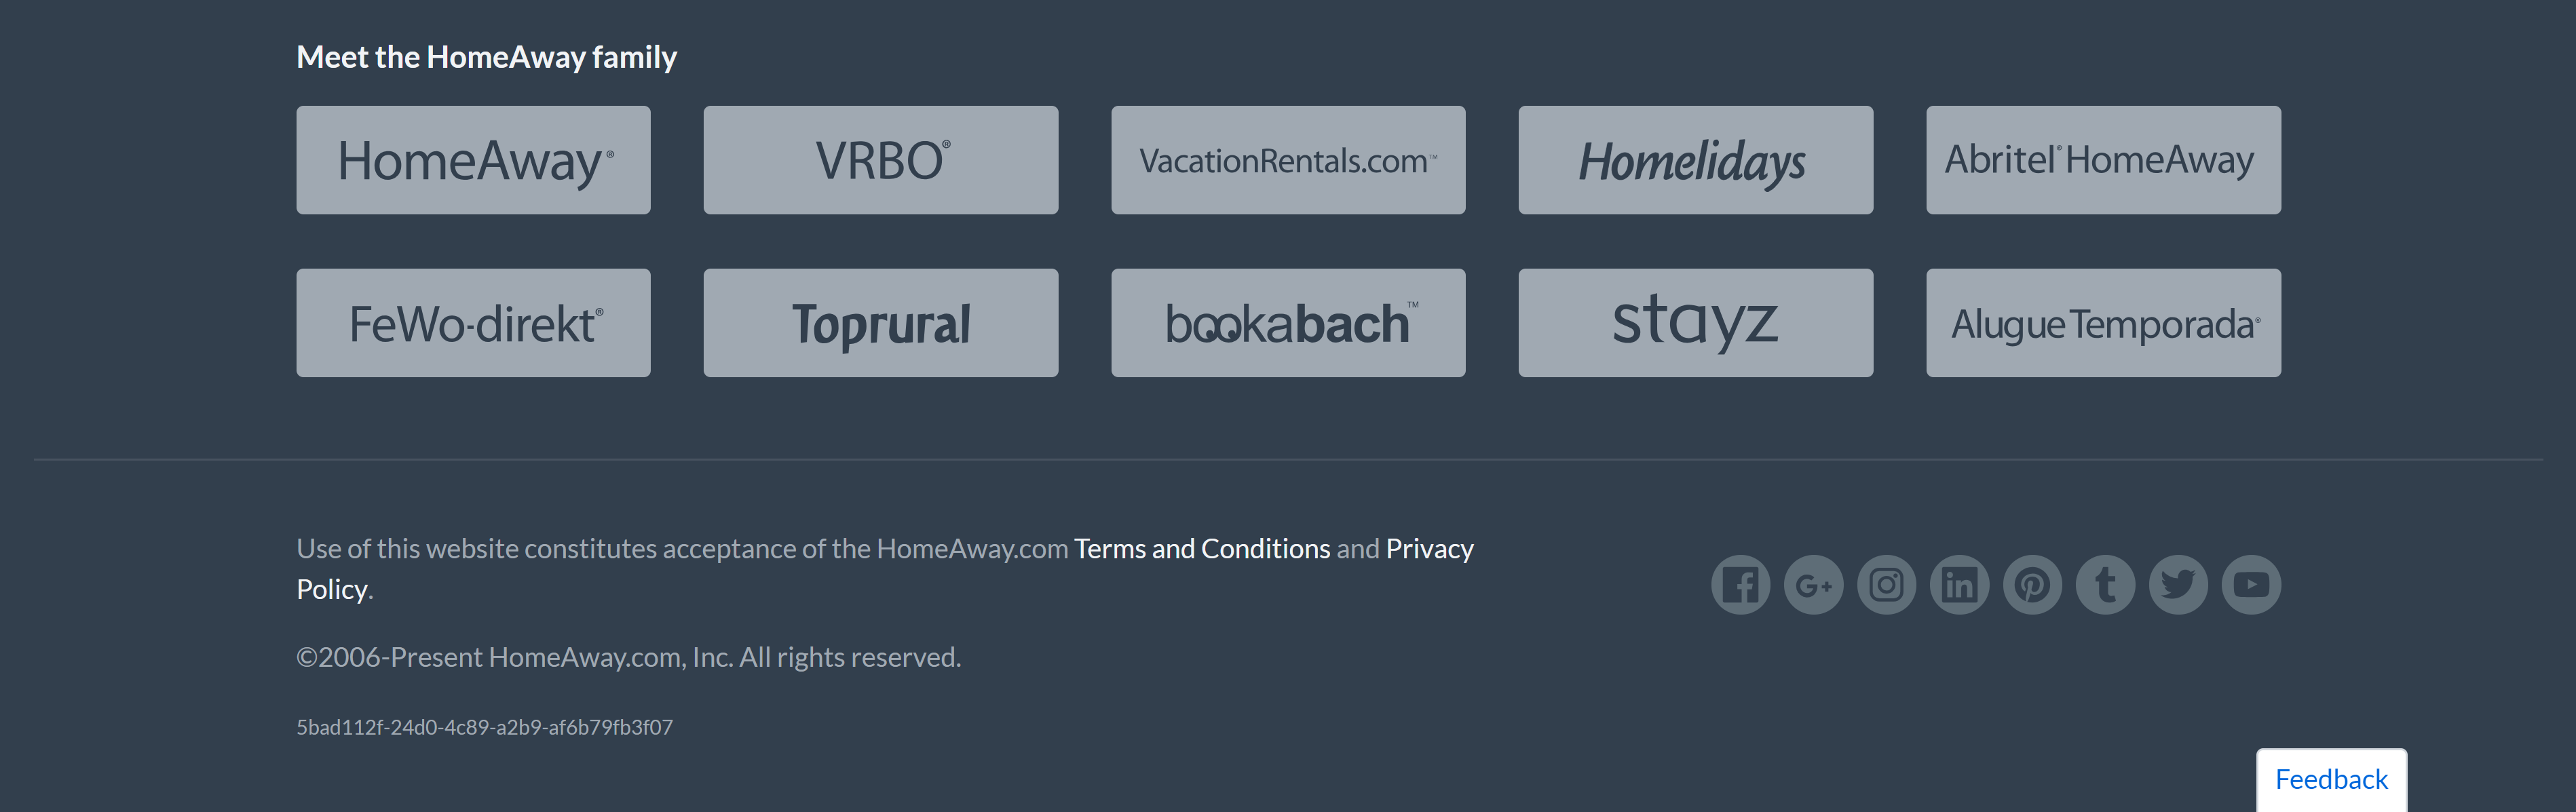 Meet the HomeAway family
HomeAway®
VRBO®
VacationRentals.com™
Homelidays
Abritel® HomeAway
FeWo-direkt®
Toprural
bookabach™
stayz
Alugue Temporada®
Use of this website constitutes acceptance of the HomeAway.com Terms and Conditions and Privacy
Policy.
©2006-Present HomeAway.com, Inc. All rights reserved.
5bad112f-24d0-4c89-a2b9-af6b79fb3f07
Feedback